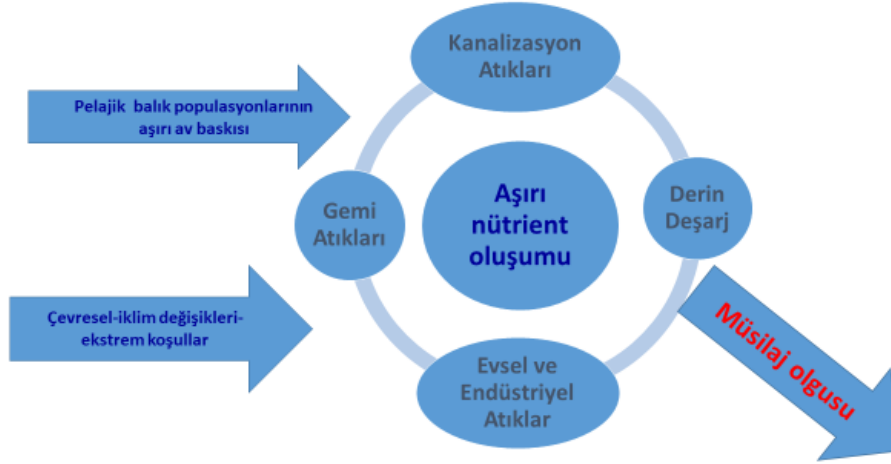 Kanalizasyon
Atıkları
Pelajik balık populasyonlarının
aşırı av baskısı
Gemi
Atıkları
Aşırı
nütrient
oluşumu
Derin
Deşarj
Çevresel-iklim değişikleri-
ekstrem koşullar
Müsilaj olgusu
Evsel ve
Endüstriyel
Atıklar